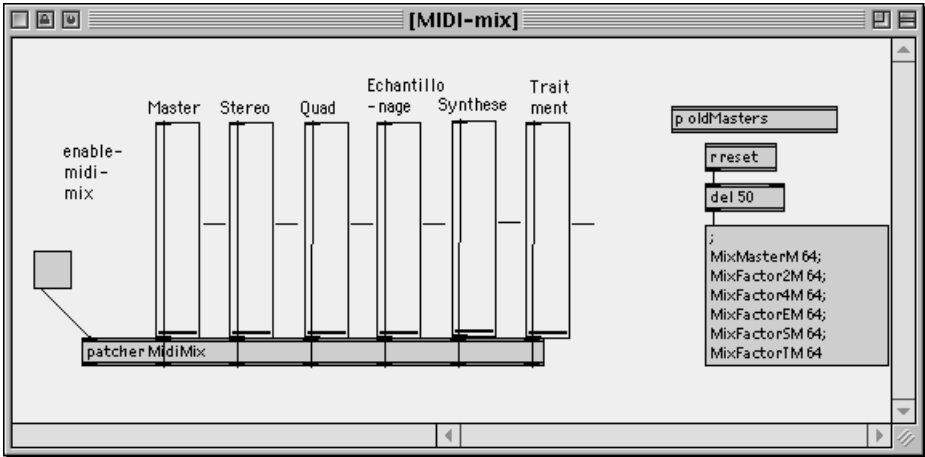 [MIDI-mix]
Echantillo
-nage
Trait
ment
Master
Stereo
Quad
Synthese
enable-
midi-
mix
p oldMasters
r reset
del 50
;
MixMasterM 64;
MixFactor2M 64;
MixFactor4M 64;
MixFactorEM 64;
MixFactorSM 64;
MixFactorTM 64
patcher MidiMix